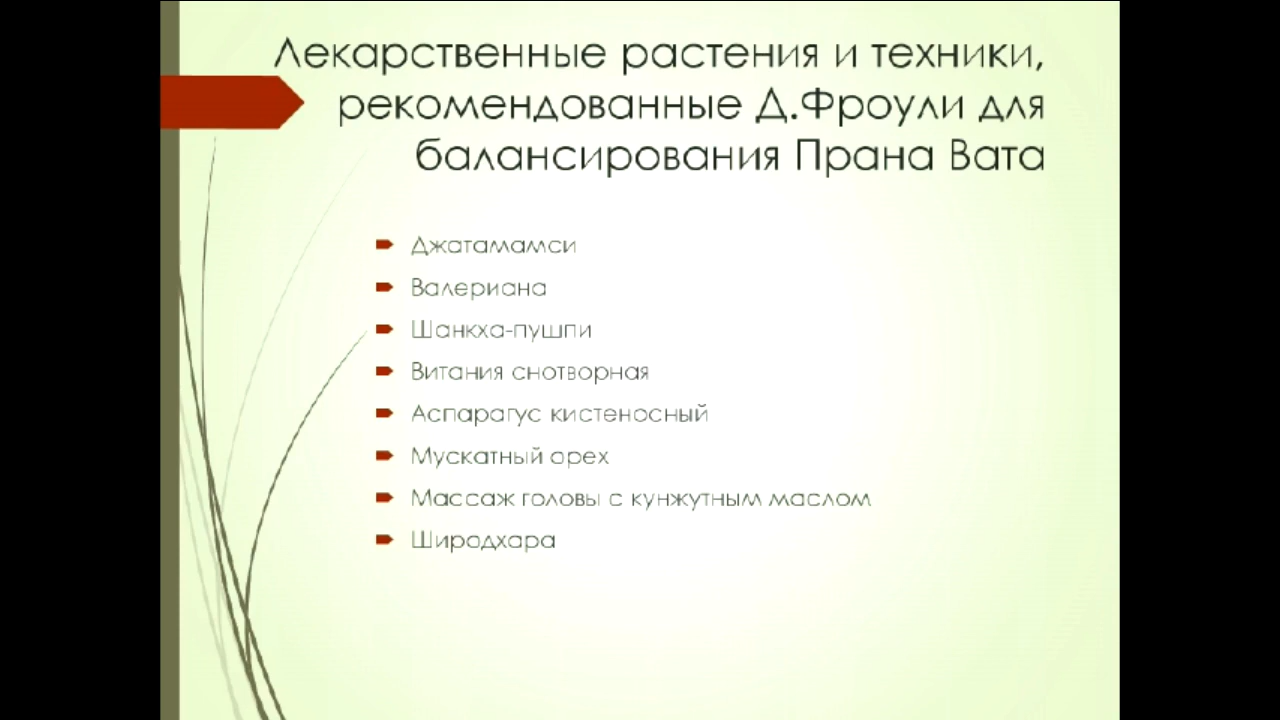 Лекарственные растения и техники,
рекомендованные Д.Фроули для
балансирования Прана Вата
Джатамамси
Валериана
Шанкха-пушпи
Витания снотворная
Аспарагус кистеносный
Мускатный орех
Массаж головы с кунжутным маслом
Широдхара